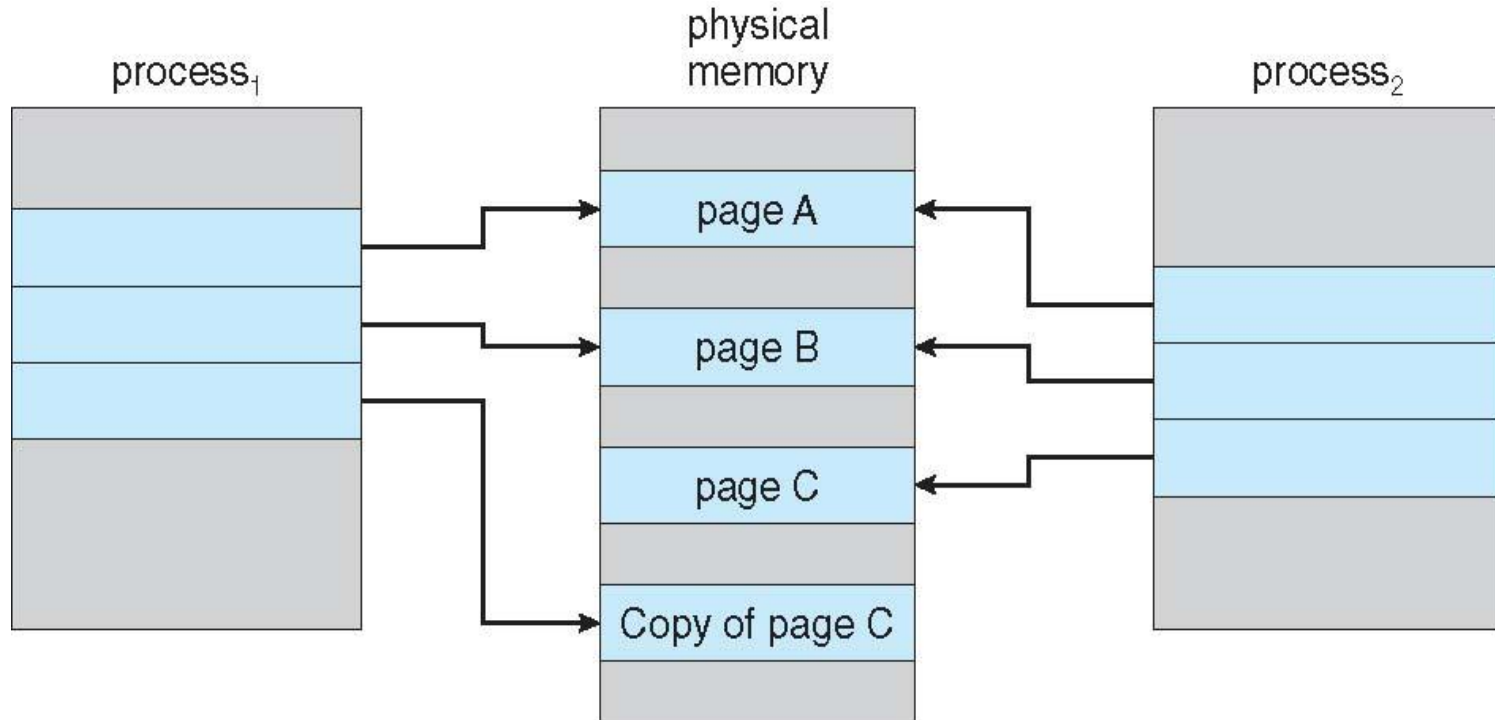 physical
memory
process₁
process₂
page A
page B
page C
Copy of page C